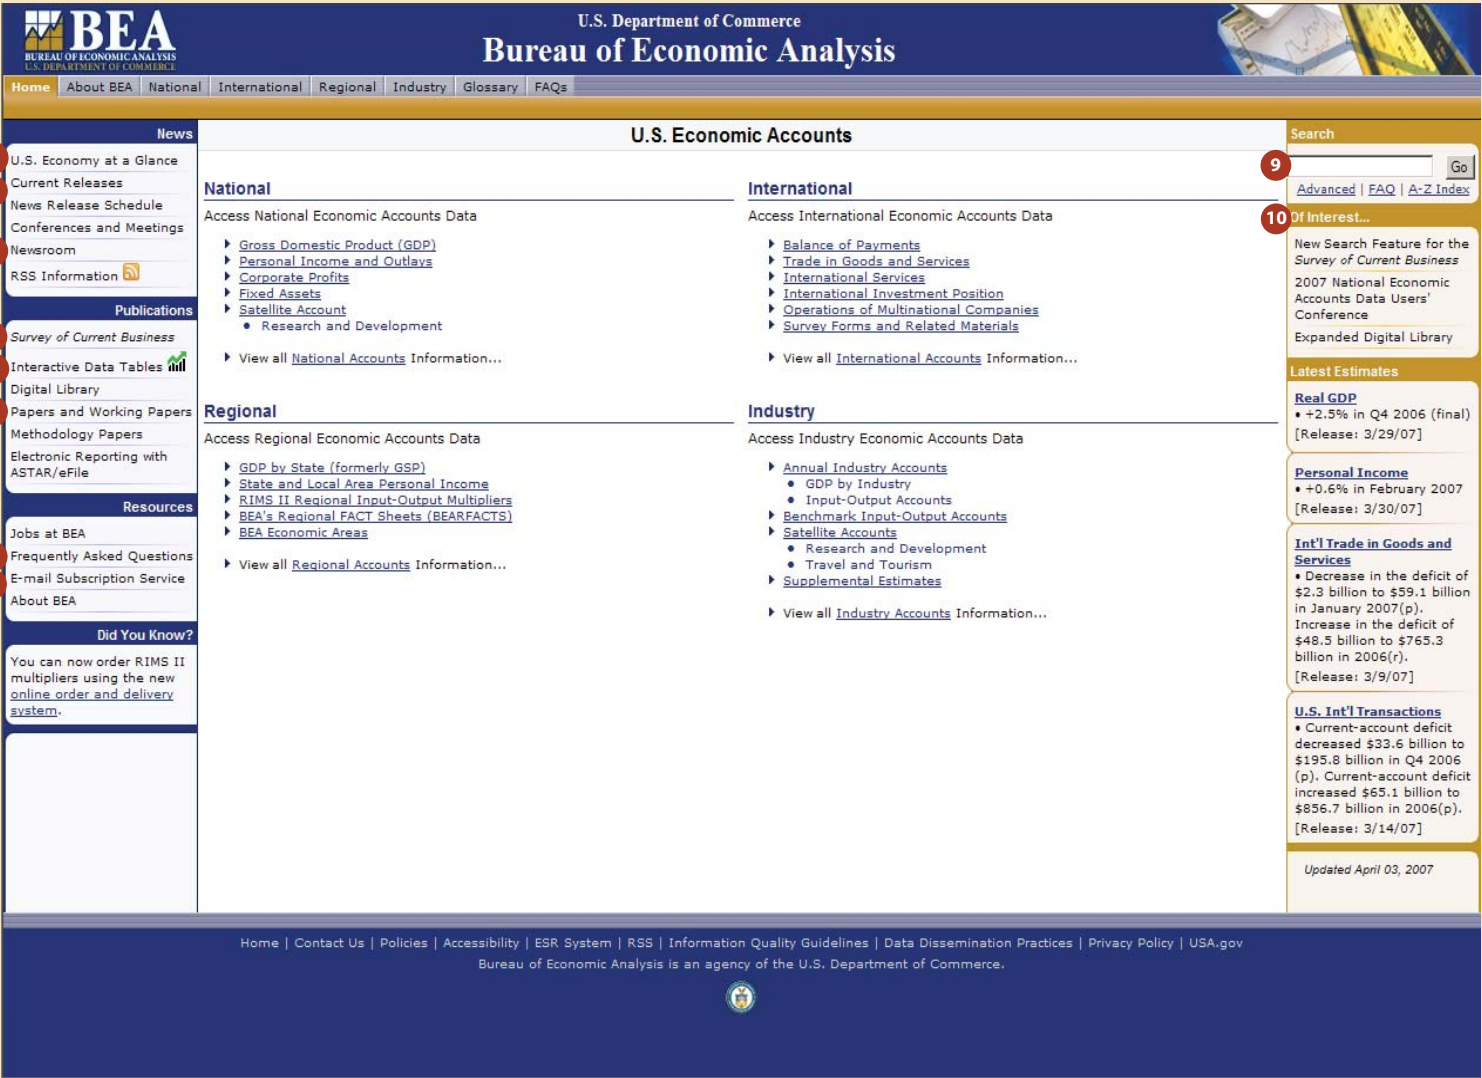 BEA
BUREAU OF ECONOMIC ANALYSIS
U.S. DEPARTMENT OF COMMERCE
U.S. Department of Commerce
Bureau of Economic Analysis
Home About BEA National International Regional Industry Glossary FAQs
News
U.S. Economy at a Glance
Current Releases
News Release Schedule
Conferences and Meetings
Newsroom
RSS Information
Publications
Survey of Current Business
Interactive Data Tables
Digital Library
Papers and Working Papers
Methodology Papers
Electronic Reporting with
ASTAR/eFile
Resources
Jobs at BEA
Frequently Asked Questions
E-mail Subscription Service
About BEA
Did You Know?
You can now order RIMS II
multipliers using the new
online order and delivery
system.
U.S. Economic Accounts
National
Access National Economic Accounts Data
Gross Domestic Product (GDP)
Personal Income and Outlays
Corporate Profits
Fixed Assets
Satellite Account
• Research and Development
View all National Accounts Information...
International
Access International Economic Accounts Data
Balance of Payments
Trade in Goods and Services
International Services
International Investment Position
Operations of Multinational Companies
Survey Forms and Related Materials
View all International Accounts Information...
Regional
Access Regional Economic Accounts Data
GDP by State (formerly GSP)
State and Local Area Personal Income
RIMS II Regional Input-Output Multipliers
BEA's Regional FACT Sheets (BEARFACTS)
BEA Economic Areas
View all Regional Accounts Information...
Industry
Access Industry Economic Accounts Data
Annual Industry Accounts
• GDP by Industry
• Input-Output Accounts
Benchmark Input-Output Accounts
Satellite Accounts
• Research and Development
• Travel and Tourism
Supplemental Estimates
View all Industry Accounts Information...
Search
9
Go
Advanced | FAQ | A-Z Index
10 Of Interest...
New Search Feature for the
Survey of Current Business
2007 National Economic
Accounts Data Users'
Conference
Expanded Digital Library
Latest Estimates
Real GDP
• +2.5% in Q4 2006 (final)
[Release: 3/29/07]
Personal Income
• +0.6% in February 2007
[Release: 3/30/07]
Int'l Trade in Goods and
Services
• Decrease in the deficit of
$2.3 billion to $59.1 billion
in January 2007(p).
Increase in the deficit of
$48.5 billion to $765.3
billion in 2006(r).
[Release: 3/9/07]
U.S. Int'l Transactions
• Current-account deficit
decreased $33.6 billion to
$195.8 billion in Q4 2006
(p). Current-account deficit
increased $65.1 billion to
$856.7 billion in 2006(p).
[Release: 3/14/07]
Updated April 03, 2007
Home | Contact Us | Policies | Accessibility | ESR System | RSS | Information Quality Guidelines | Data Dissemination Practices | Privacy Policy | USA.gov
Bureau of Economic Analysis is an agency of the U.S. Department of Commerce.